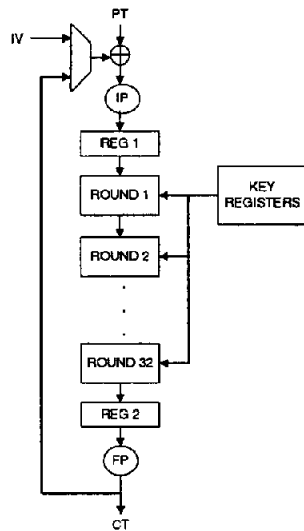 PT
IV
IP
REG 1
ROUND 1
KEY
REGISTERS
ROUND 2
ROUND 32
REG 2
FP
CT